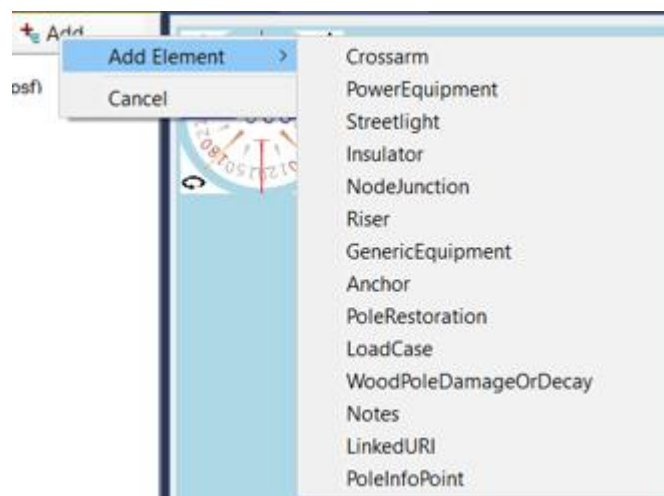 Add
Add Element
Cancel
Crossarm
PowerEquipment
Streetlight
Insulator
NodeJunction
Riser
GenericEquipment
Anchor
PoleRestoration
LoadCase
WoodPoleDamageOrDecay
Notes
LinkedURI
PoleInfoPoint